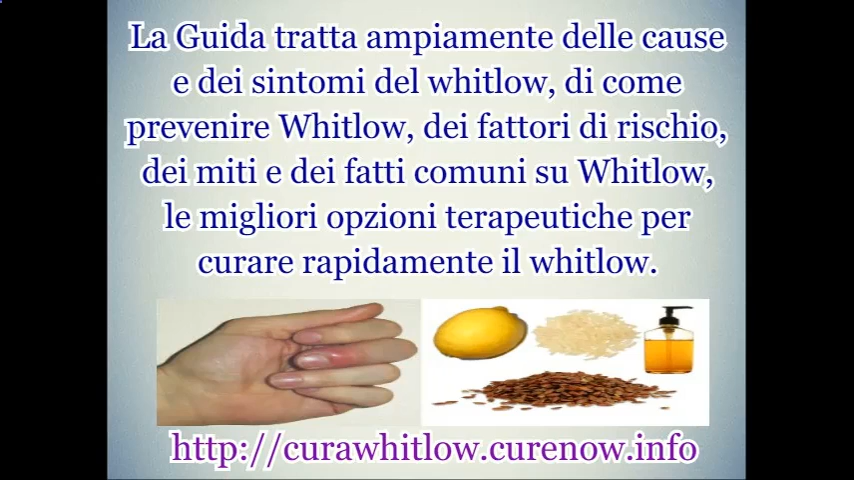 La Guida tratta ampiamente delle cause
e dei sintomi del whitlow, di come
prevenire Whitlow, dei fattori di rischio,
dei miti e dei fatti comuni su Whitlow,
le migliori opzioni terapeutiche per
curare rapidamente il whitlow.
http://curawhitlow.curenow.info